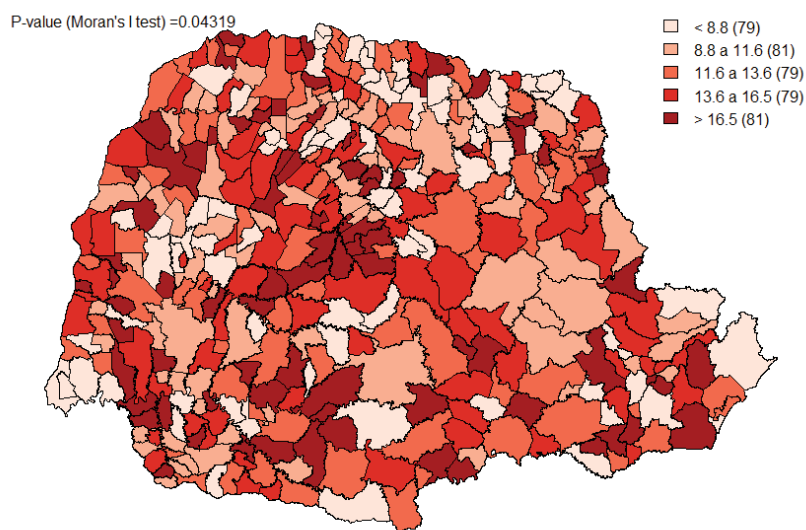 P-value (Moran's I test) =0.04319
< 8.8 (79)
8.8 a 11.6 (81)
11.6 a 13.6 (79)
13.6 a 16.5 (79)
> 16.5 (81)